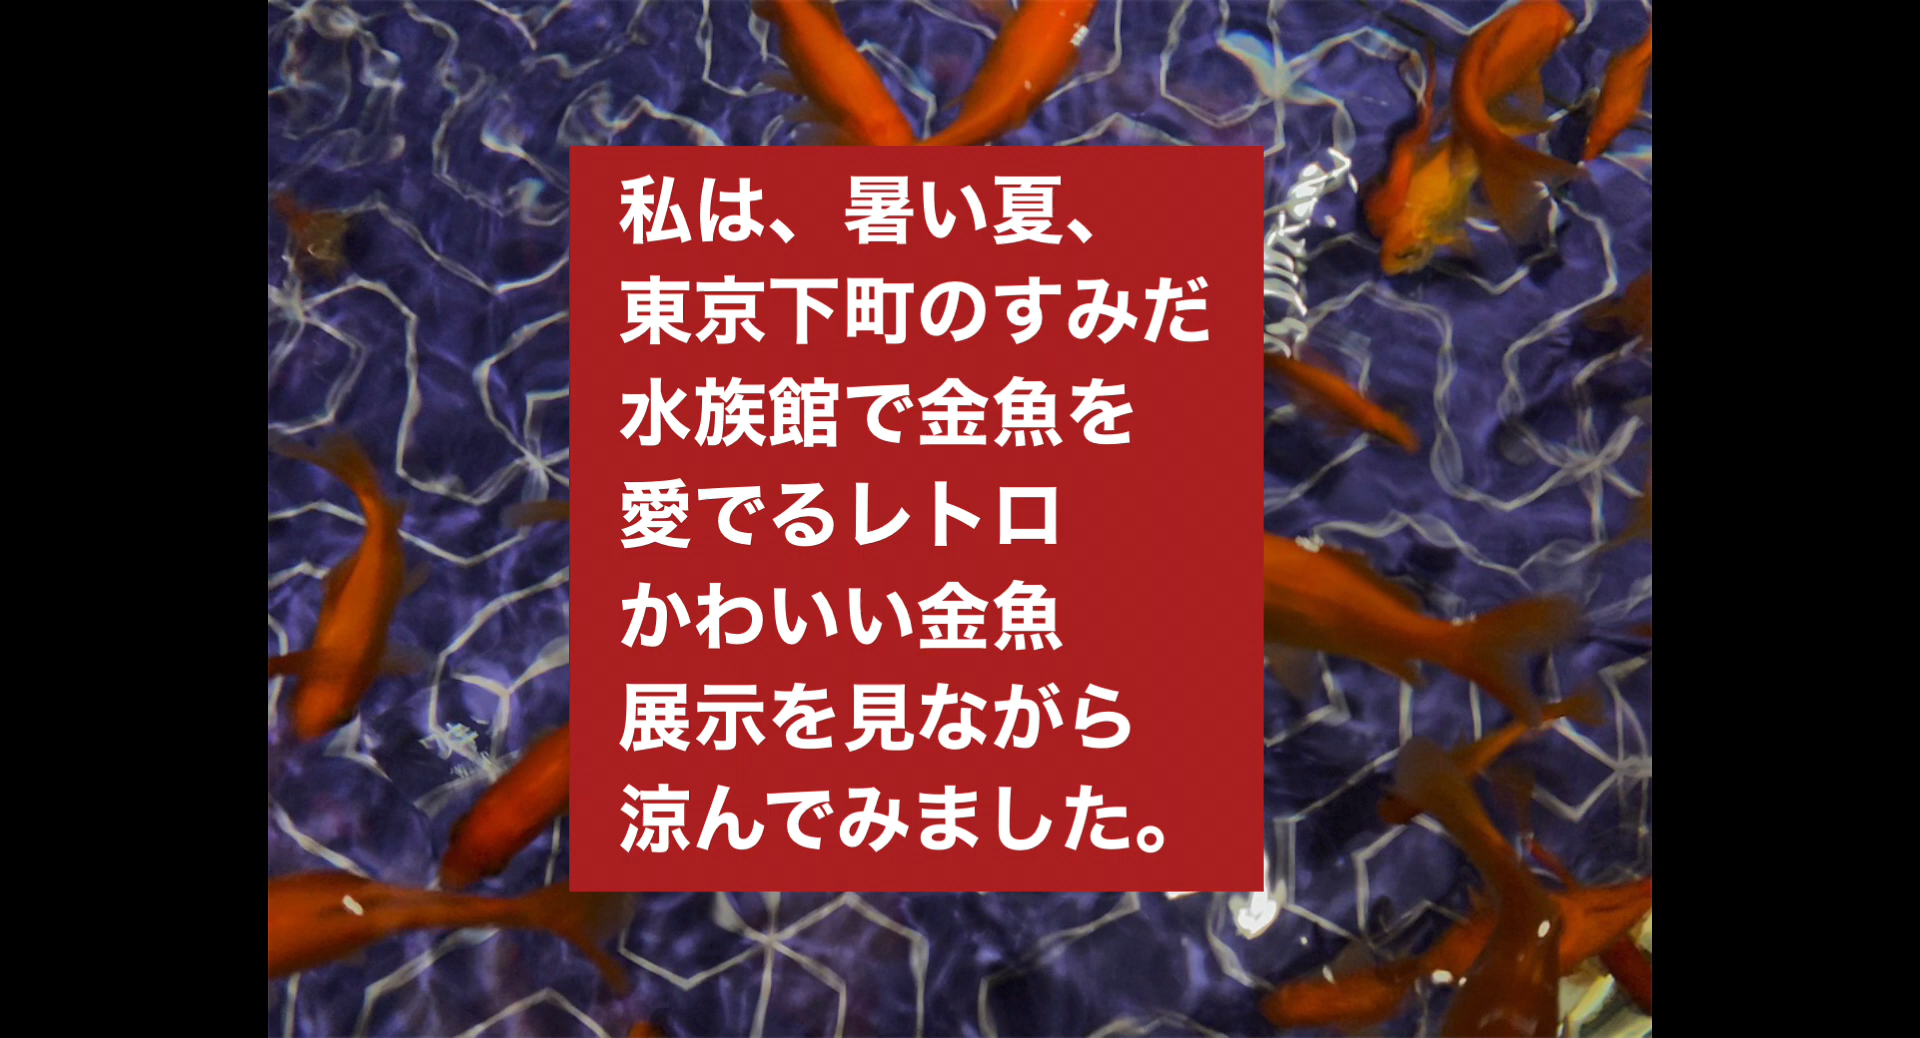 私は、暑い夏、
東京下町のすみだ
水族館で金魚を
愛でるレトロ
かわいい金魚
展示を見ながら
涼んでみました。